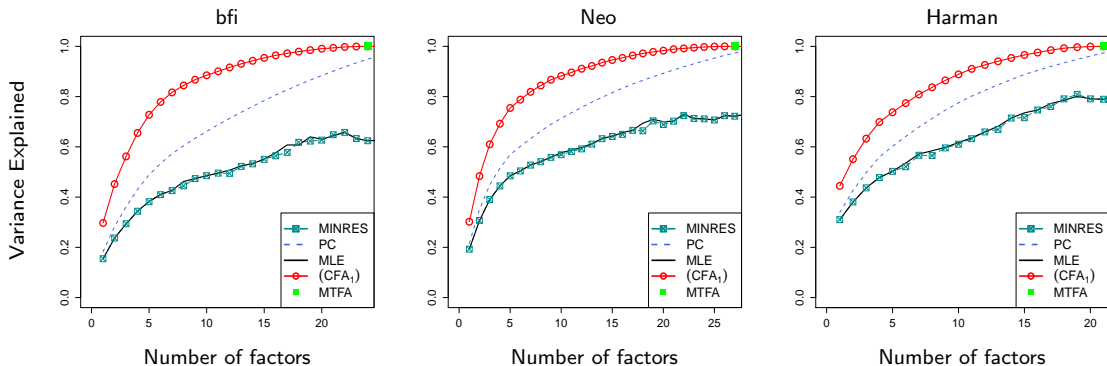 bfi
Neo
Harman
Variance Explained
1.0
0.8
0.6
0.4
0.2
0.0
MINRES
PC
MLE
(CFA₁)
MTFA
0 5 10 15 20
Number of factors
1.0
0.8
0.6
0.4
0.2
0.0
MINRES
PC
MLE
(CFA₁)
MTFA
0 5 10 15 20 25
Number of factors
1.0
0.8
0.6
0.4
0.2
0.0
MINRES
PC
MLE
(CFA₁)
MTFA
0 5 10 15 20
Number of factors